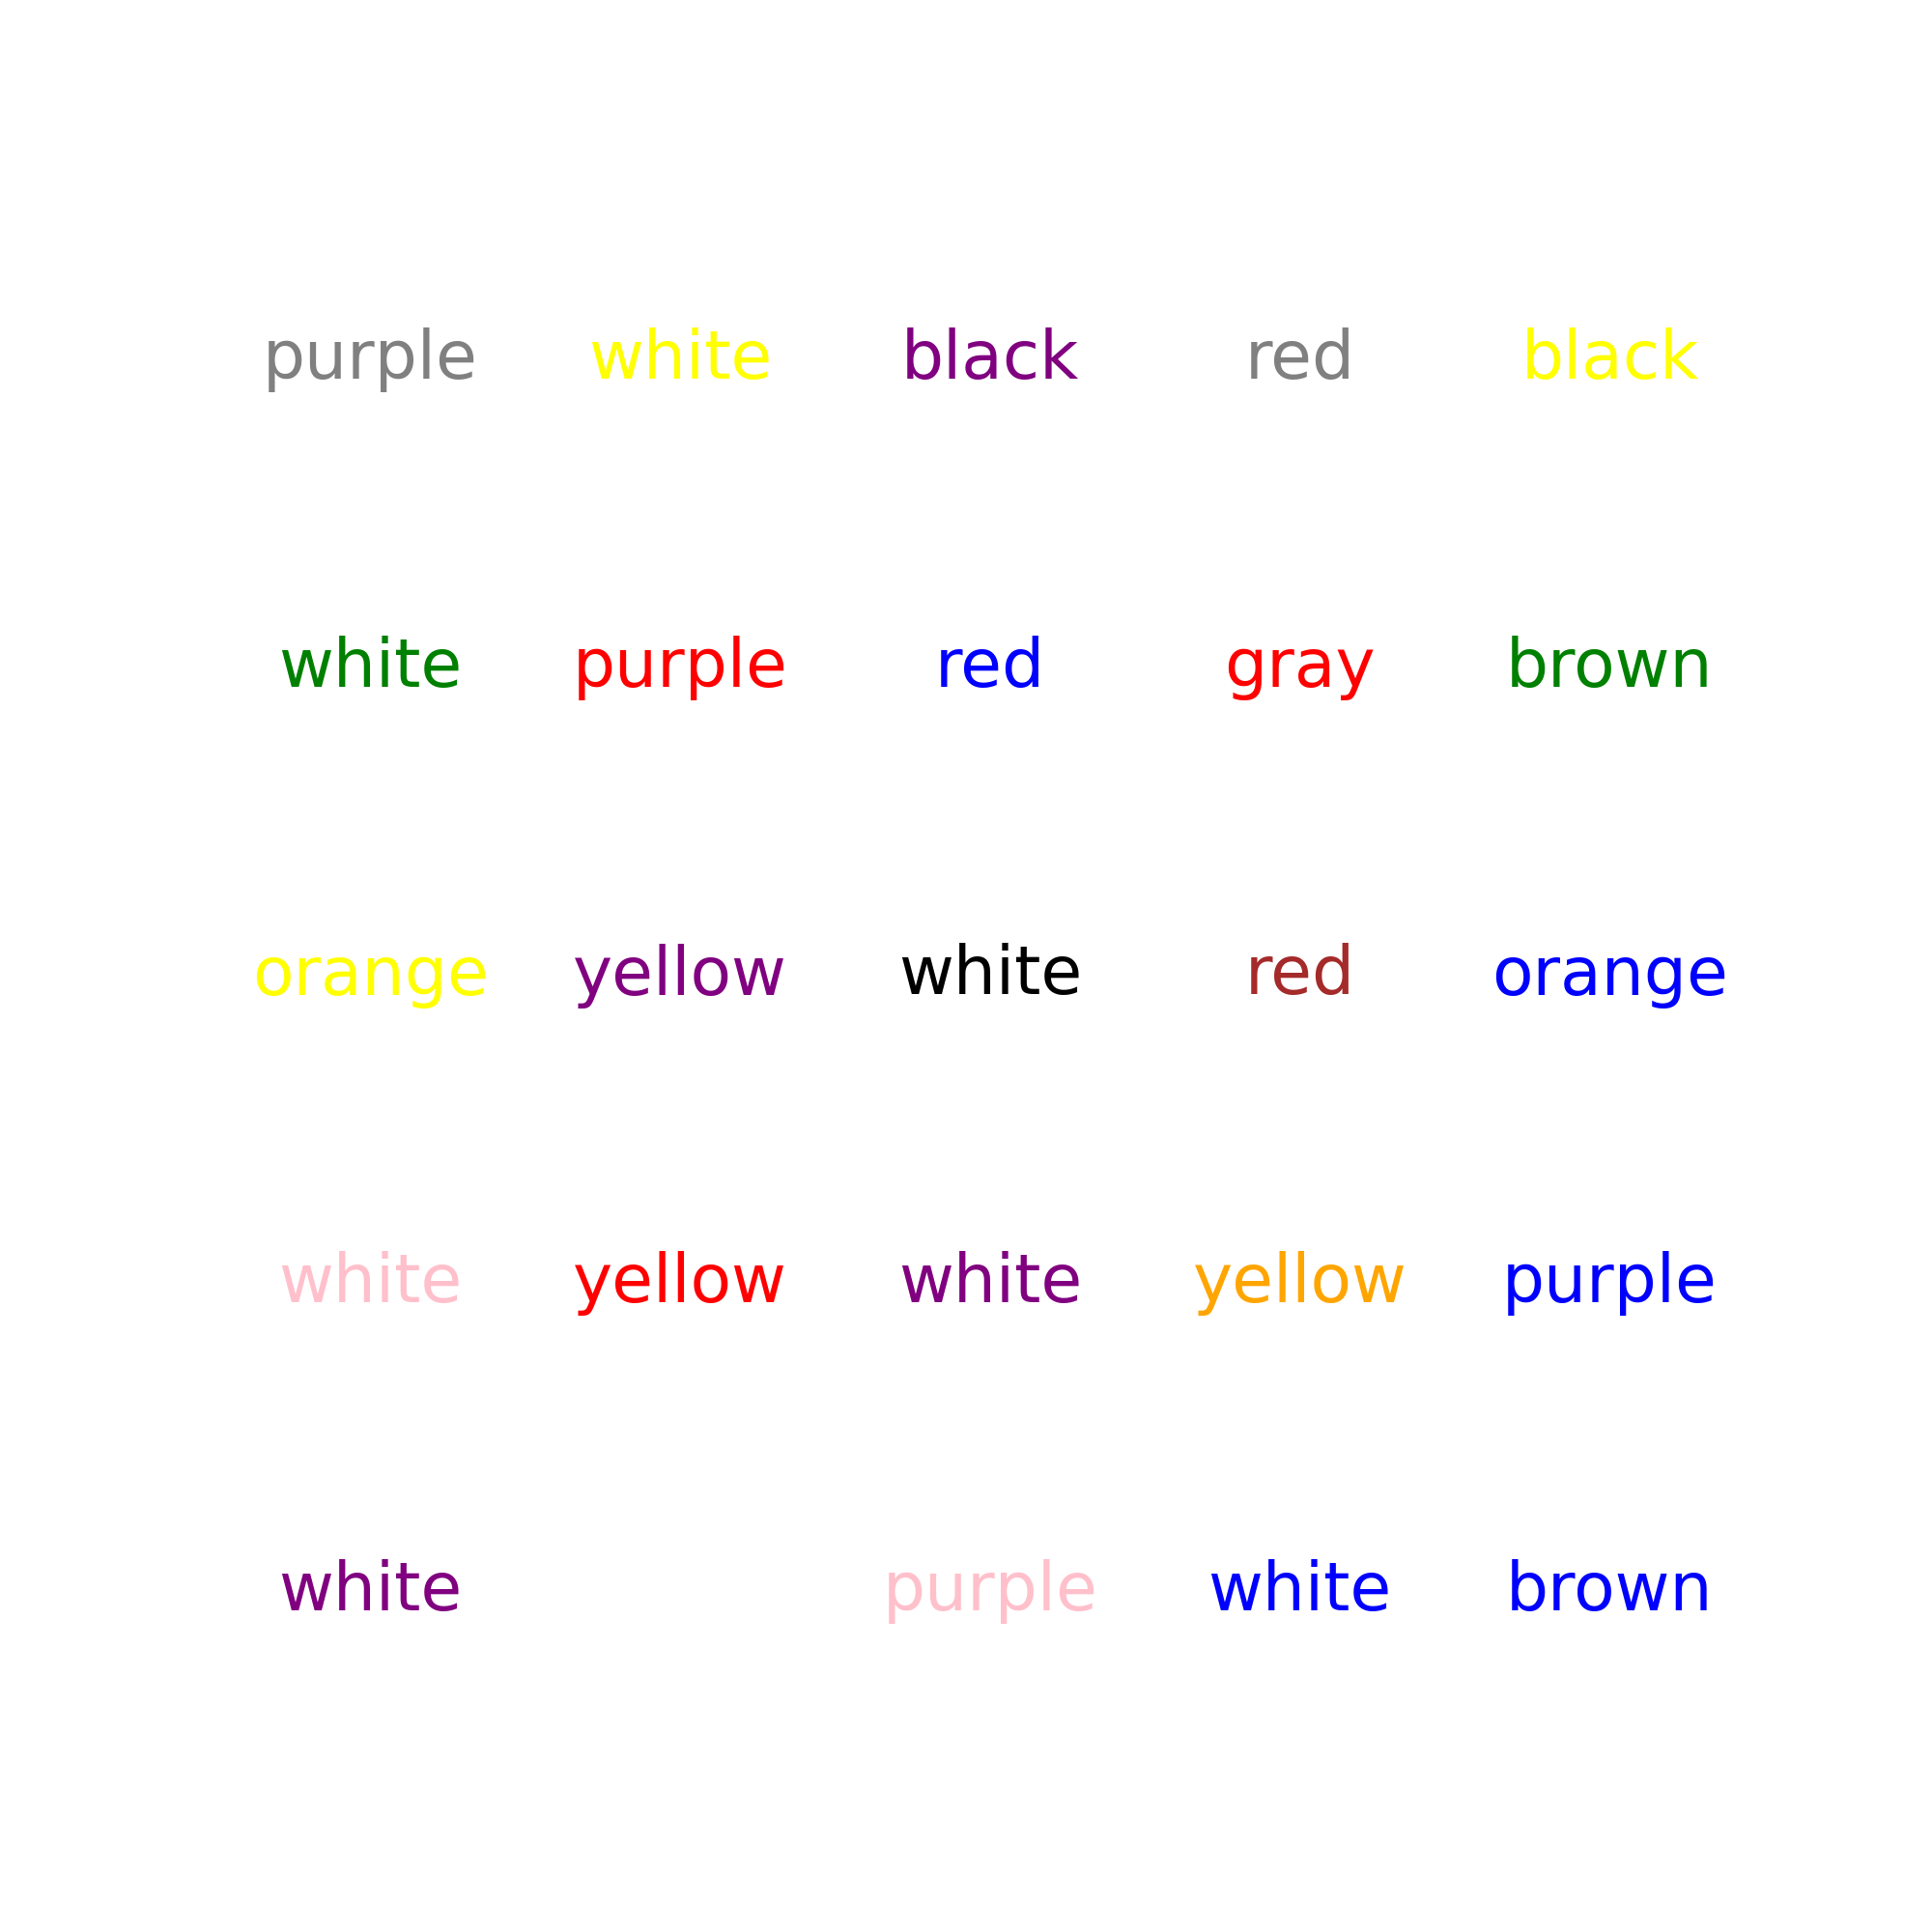 purple white black red black
white purple red gray brown
orange yellow white red orange
white yellow white yellow purple
white purple white brown